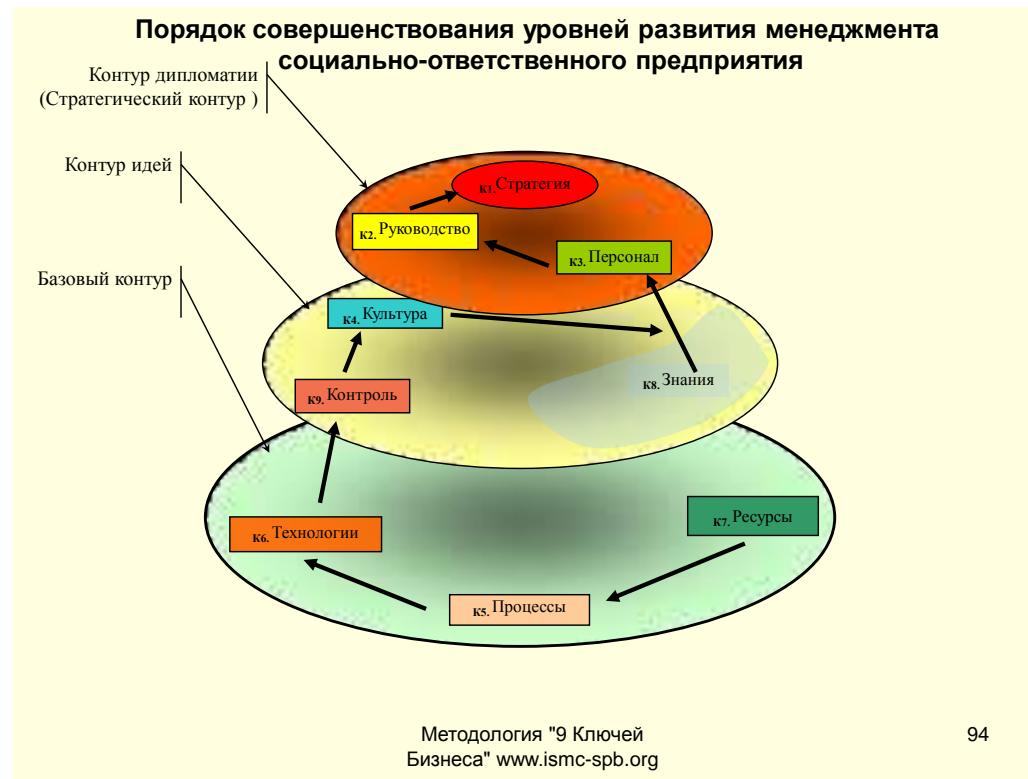 Порядок совершенствования уровней развития менеджмента
социально-ответственного предприятия
Контур дипломатии
(Стратегический контур )
Контур идей
Базовый контур
К1.Стратегия
К2.Руководство
К3.Персонал
К4.Культура
К8.Знания
К9.Контроль
К7.Ресурсы
К6.Технологии
К5.Процессы
Методология "9 Ключей
Бизнеса" www.ismc-spb.org
94